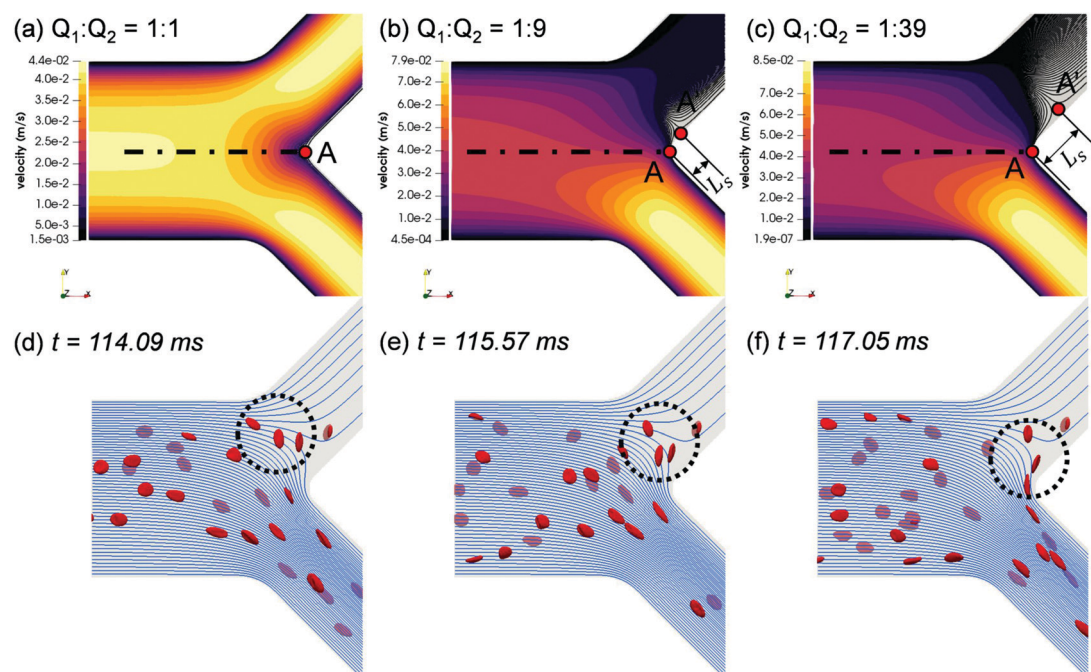 (a) Q₁:Q₂ = 1:1
(b) Q₁:Q₂ = 1:9
(c) Q₁:Q₂ = 1:39
4.4e-02
4.0e-2
3.5e-2
3.0e-2
2.5e-2
2.0e-2
1.5e-2
1.0e-2
5.0e-3
1.5e-03
velocity (m/s)
A
Y
Z
X
7.9e-02
7.0e-2
6.0e-2
5.0e-2
4.0e-2
3.0e-2
2.0e-2
1.0e-2
4.5e-04
velocity (m/s)
A'
A
Lₛ
Y
Z
X
8.5e-02
7.0e-2
6.0e-2
5.0e-2
4.0e-2
3.0e-2
2.0e-2
1.0e-2
1.9e-07
velocity (m/s)
A'
A
Lₛ
Y
Z
X
(d) t = 114.09 ms
(e) t = 115.57 ms
(f) t = 117.05 ms